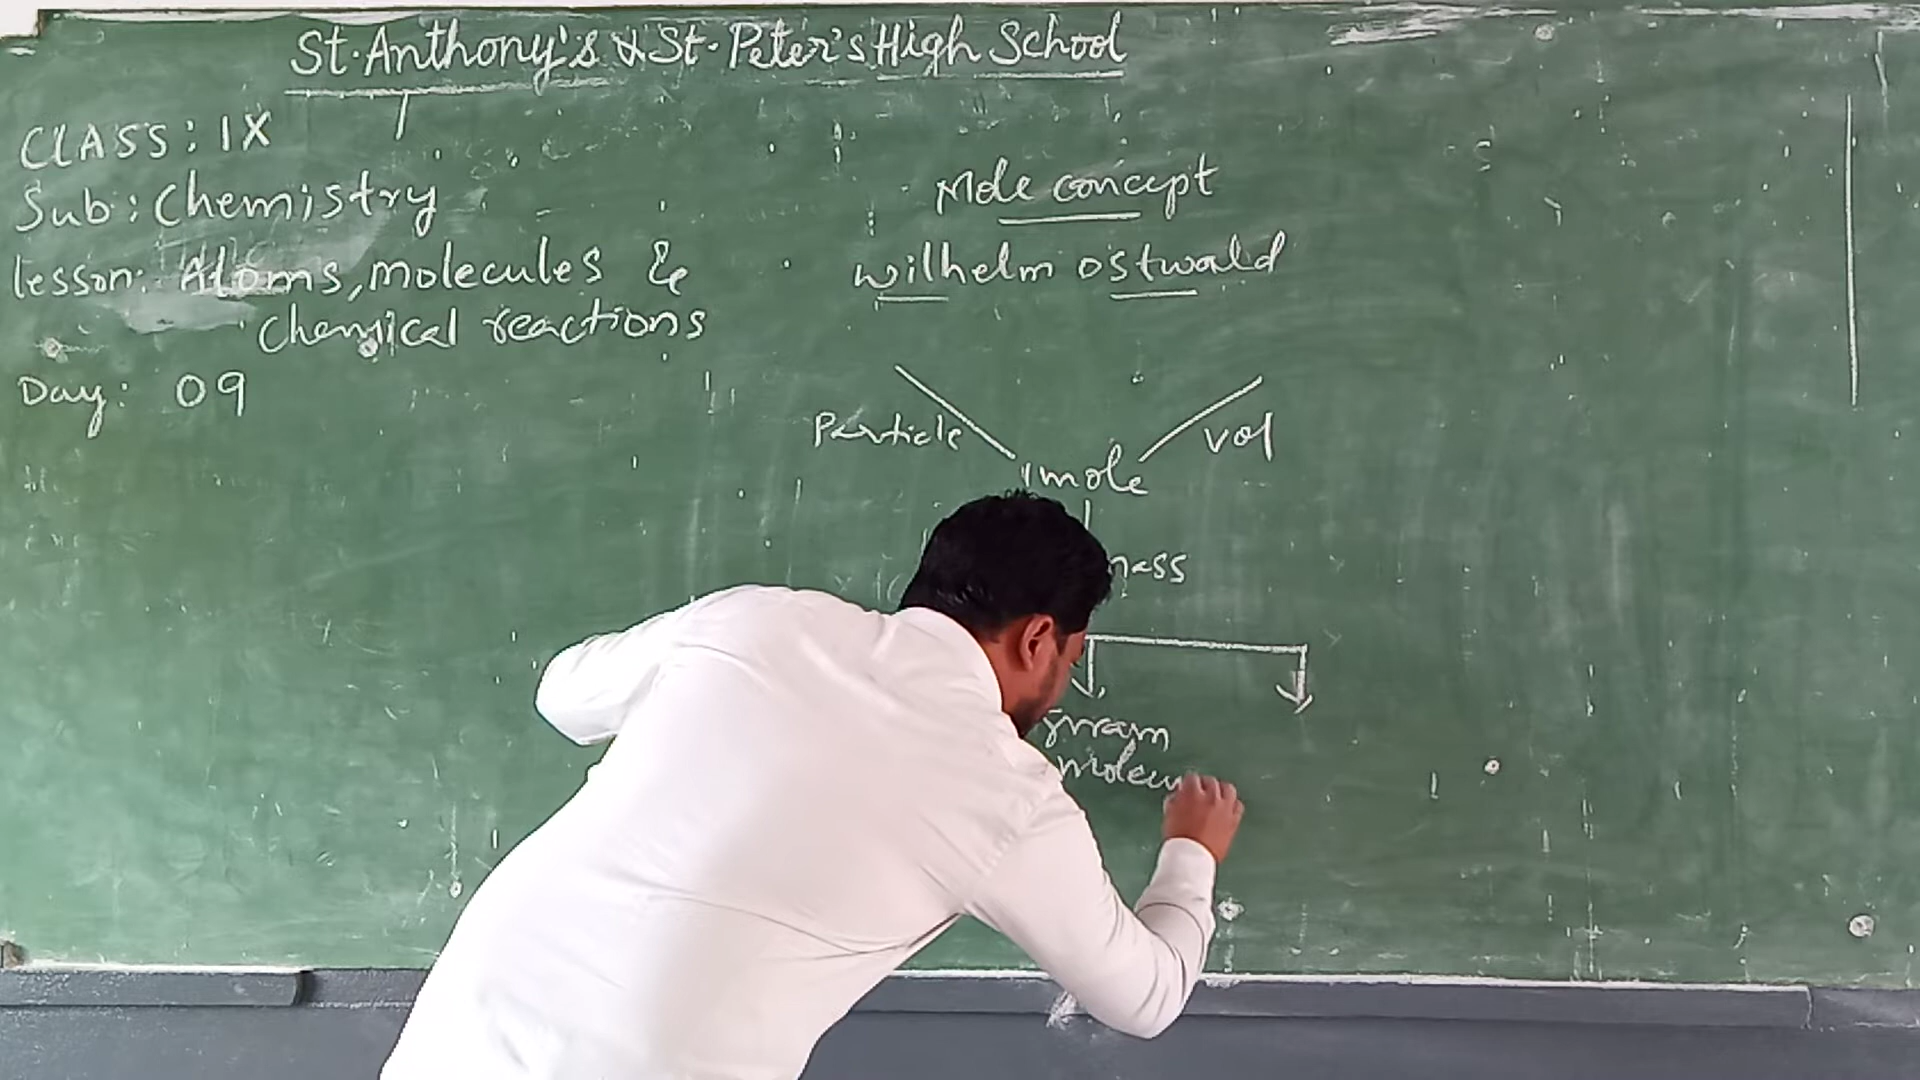 St. Anthony's & St. Peter's High School
CLASS: IX
Sub: Chemistry
lesson: Atoms, molecules &
Chemical reactions
Day: 09
Mole concept
wilhelm ostwald
Particle
vol
1mole
mass
gram
molecu